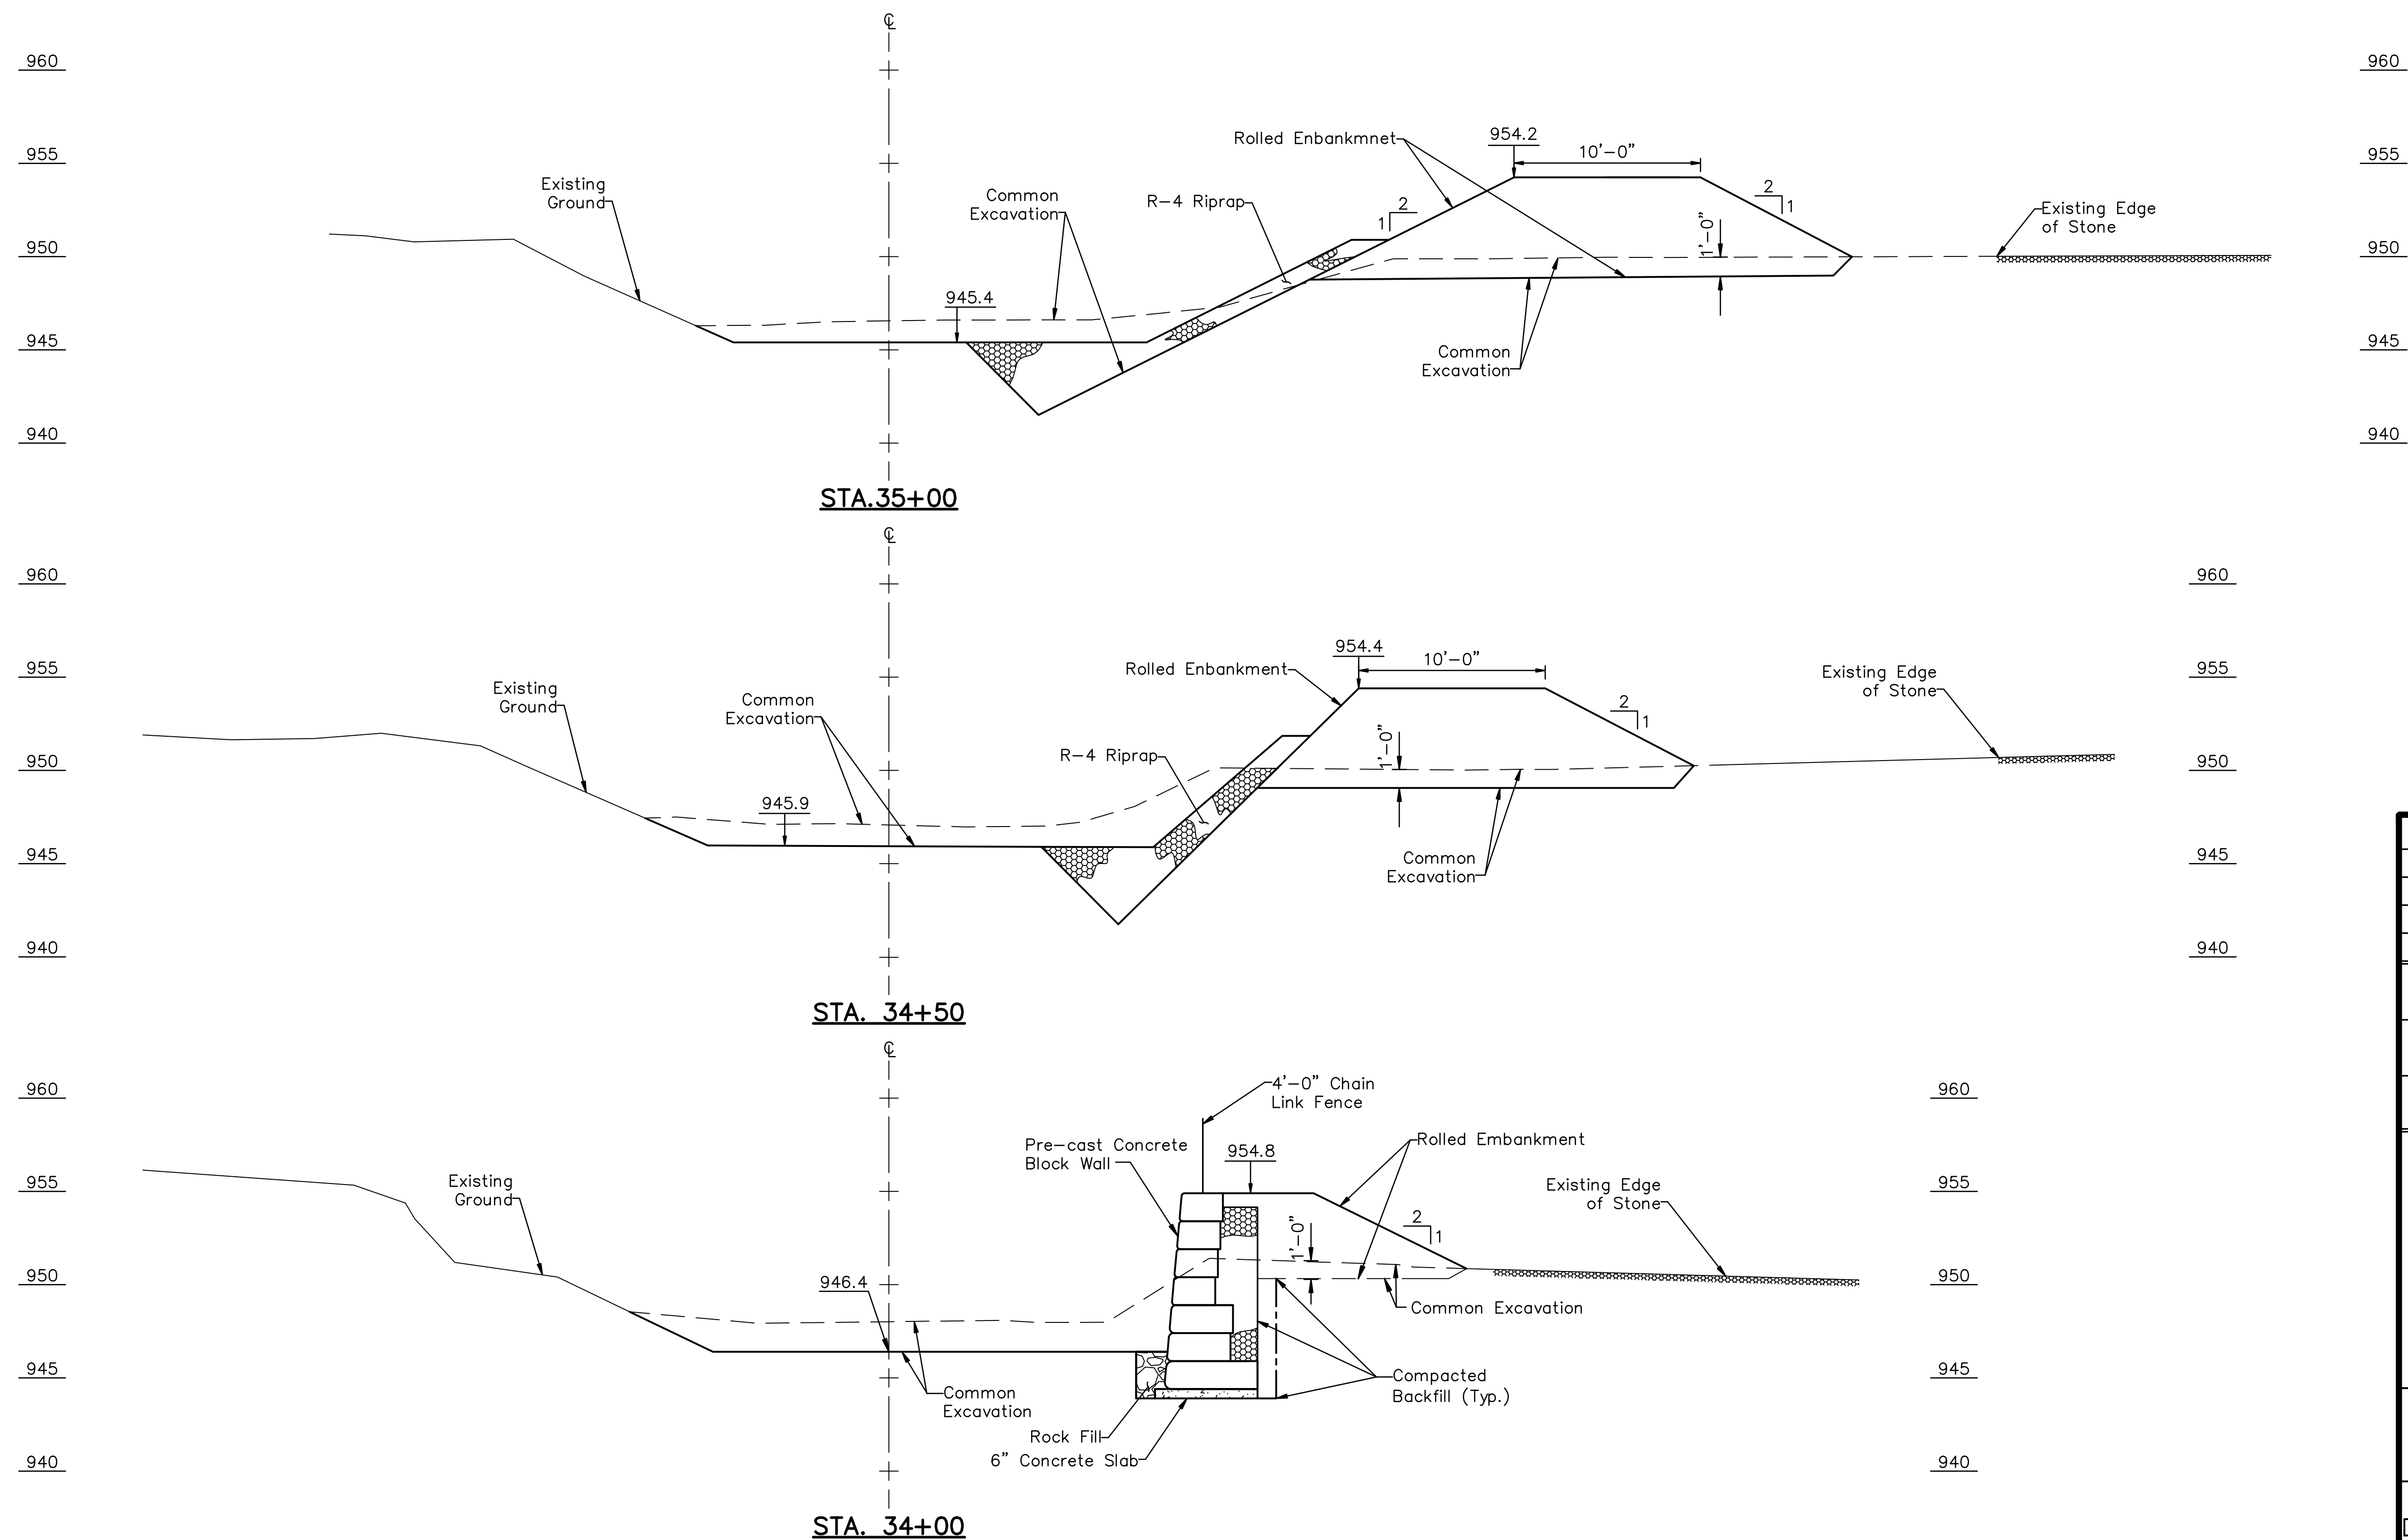 ℄
960
960
Rolled Enbankmnet
954.2
10'-0"
955
955
2
1
Existing
Ground
Common
Excavation
R-4 Riprap
2
1
1'-0"
Existing Edge
of Stone
950
950
945.4
945
945
Common
Excavation
940
940
STA.35+00
℄
960
960
954.4
10'-0"
Rolled Enbankment
955
955
Existing Edge
of Stone
Existing
Ground
Common
Excavation
2
1
1'-0"
R-4 Riprap
950
950
945.9
945
945
Common
Excavation
940
940
STA. 34+50
℄
960
960
4'-0" Chain
Link Fence
Pre-cast Concrete
Block Wall
954.8
Rolled Embankment
955
955
Existing
Ground
Existing Edge
of Stone
2
1
1'-0"
950
950
946.4
Common Excavation
945
945
Compacted
Backfill (Typ.)
Common
Excavation
Rock Fill
6" Concrete Slab
940
940
STA. 34+00